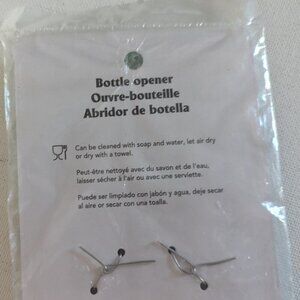 Bottle opener
Ouvre-bouteille
Abridor de botella
Can be cleaned with soap and water, let air dry
or dry with a towel.
Peut-être nettoyé avec du savon et de l'eau,
laisser sécher à l'air ou avec une serviette.
Puede ser limpiado con jabón y agua, deje secar
al aire or secar con una toalla.